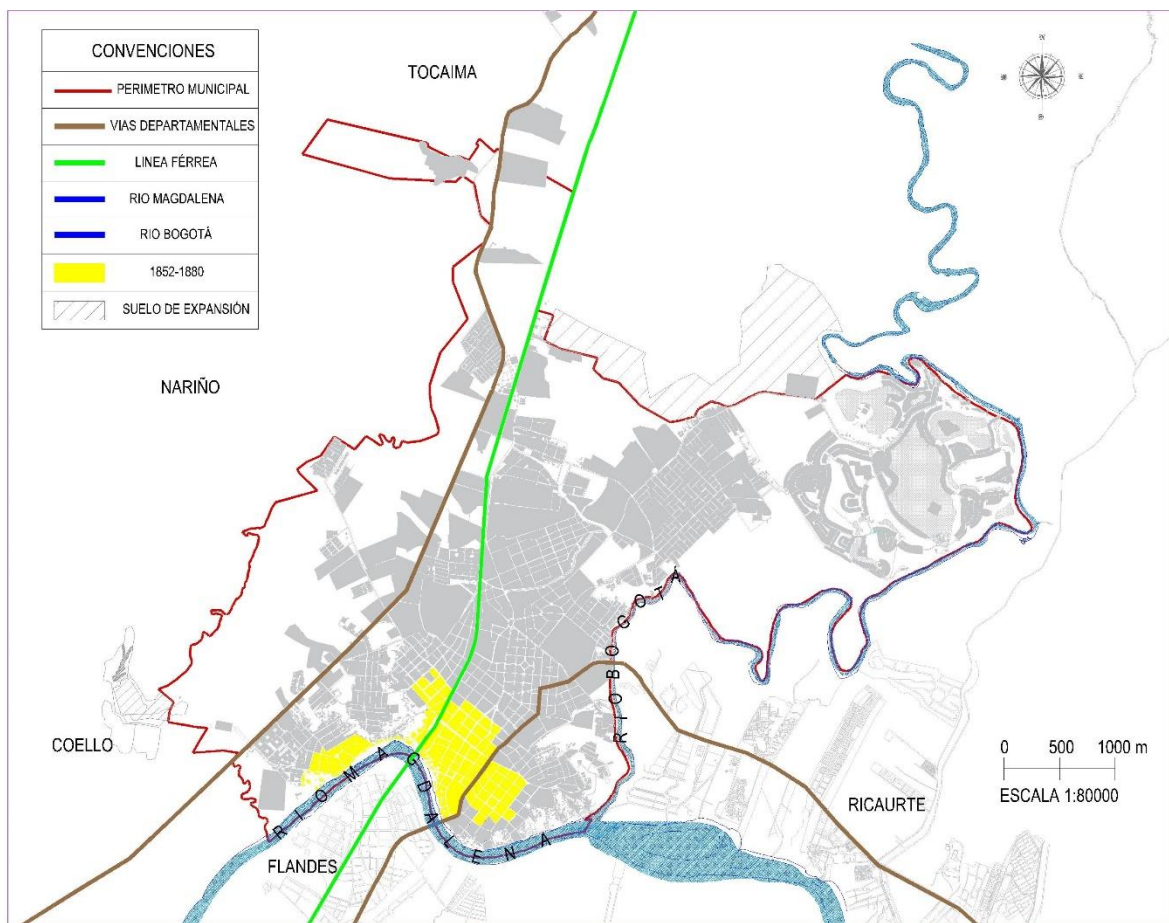 CONVENCIONES
PERIMETRO MUNICIPAL
VIAS DEPARTAMENTALES
LINEA FÉRREA
RIO MAGDALENA
RIO BOGOTÁ
1852-1880
SUELO DE EXPANSIÓN
TOCAIMA
NARIÑO
COELLO
FLANDES
RICAURTE
RIO MAGDALENA
RIO BOGOTÁ
0 500 1000 m
ESCALA 1:80000